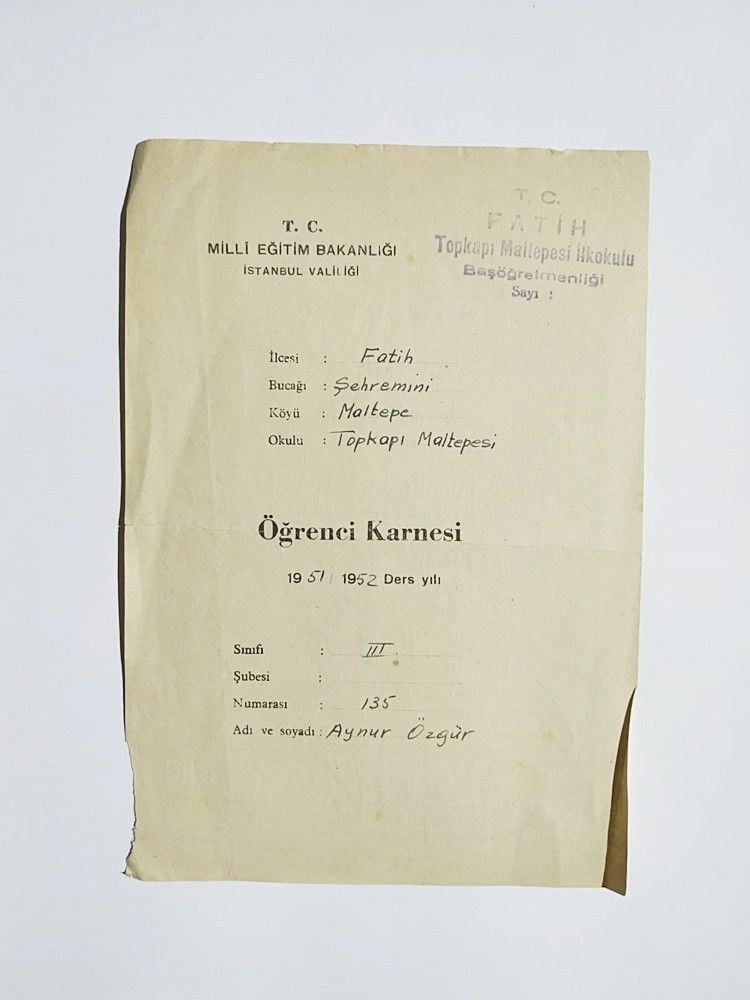 T. C.
MİLLÎ EĞİTİM BAKANLIĞI
İSTANBUL VALİLİĞİ
T. C.
FATİH
Topkapı Maltepesi İlkokulu
Başöğretmenliği
Sayı :
İlcesi : Fatih
Bucağı : Şehremini
Köyü : Maltepe
Okulu : Topkapı Maltepesi
Öğrenci Karnesi
1951/1952 Ders yılı
Sınıfı : III
Şubesi :
Numarası : 135
Adı ve soyadı : Aynur Özgür